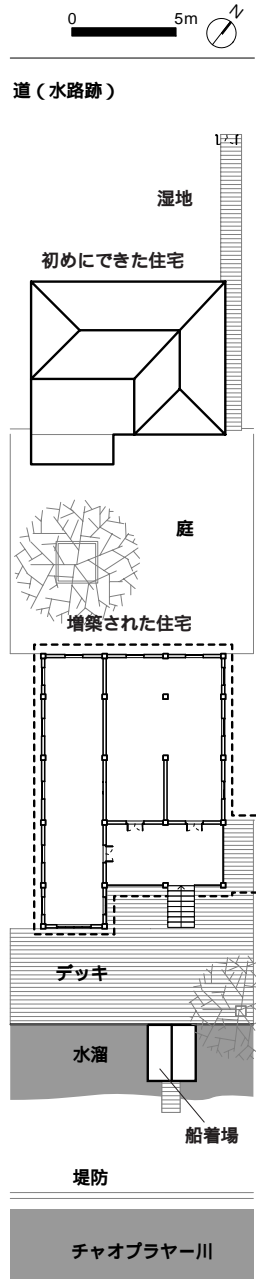 0 5m N
道（水路跡）
湿地
初めにできた住宅
庭
増築された住宅
デッキ
水溜
船着場
堤防
チャオプラヤー川